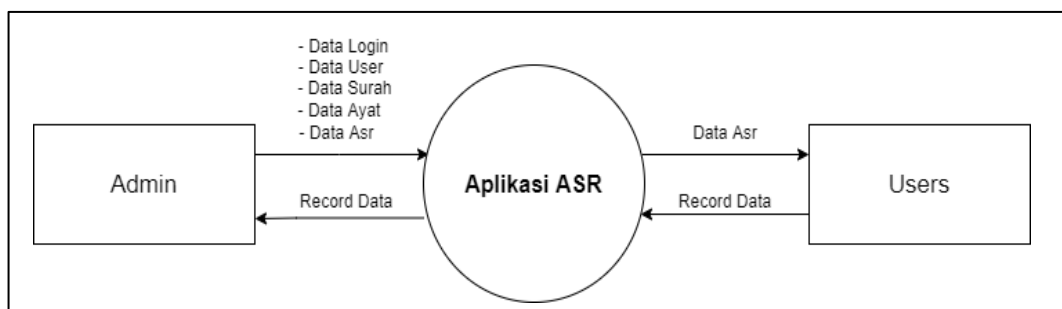 - Data Login
- Data User
- Data Surah
- Data Ayat
- Data Asr
Admin
Record Data
Aplikasi ASR
Data Asr
Record Data
Users